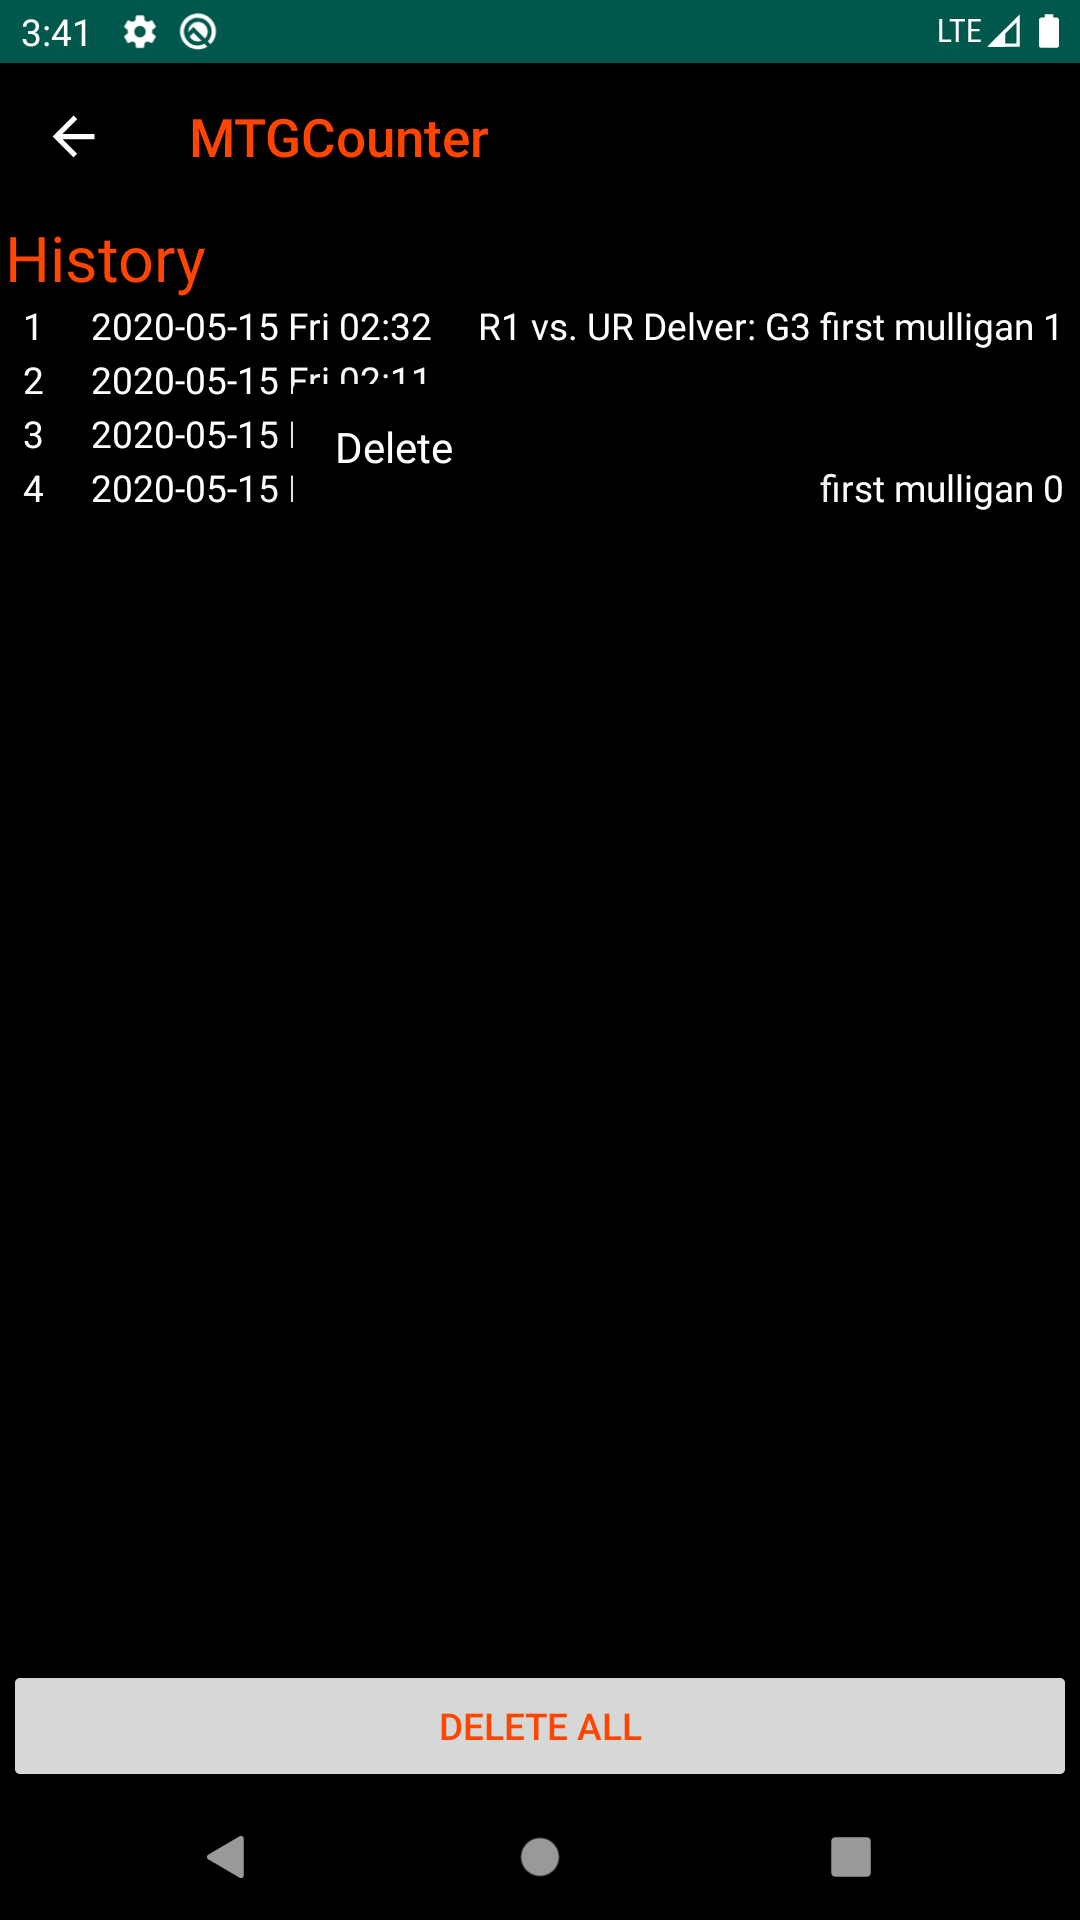 3:41 LTE
MTGCounter
History
1 2020-05-15 Fri 02:32 R1 vs. UR Delver: G3 first mulligan 1
2 2020-05-15 Fri 02:11
3 2020-05-15
Delete
4 2020-05-15 first mulligan 0
DELETE ALL